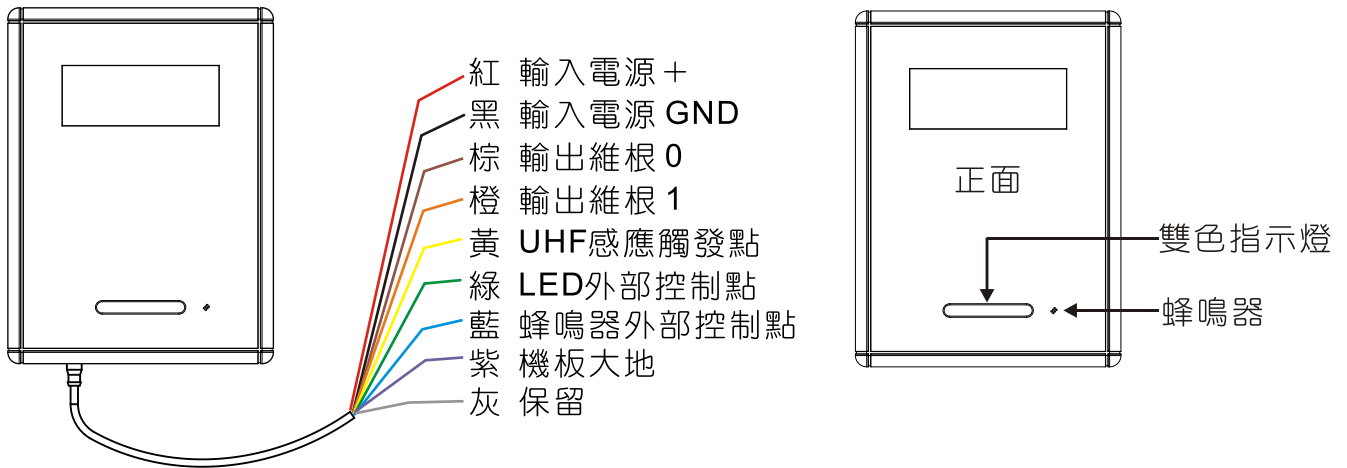 紅 輸入電源＋
黑 輸入電源 GND
棕 輸出維根 0
橙 輸出維根 1
黃 UHF感應觸發點
綠 LED外部控制點
藍 蜂鳴器外部控制點
紫 機板大地
灰 保留
正面
雙色指示燈
蜂鳴器